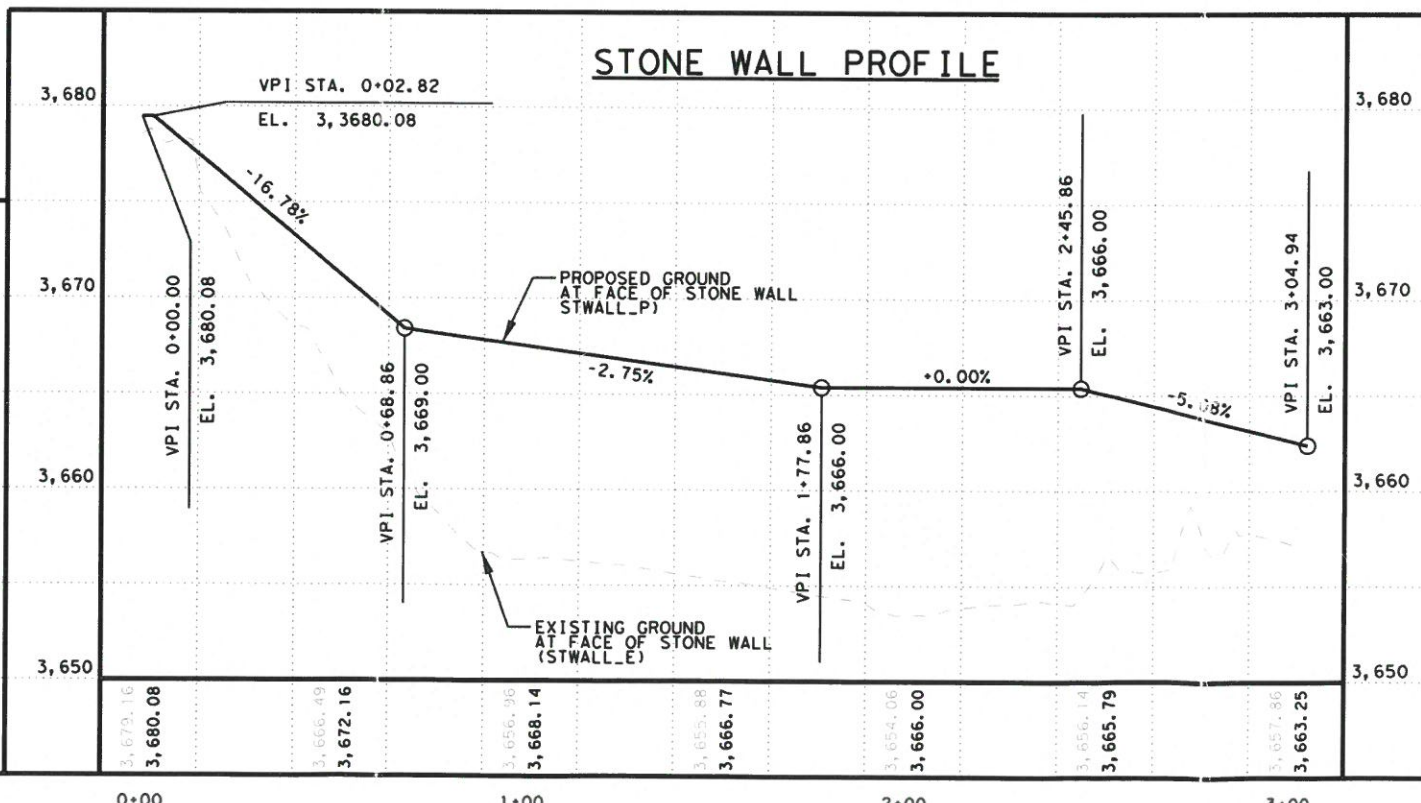 STONE WALL PROFILE
VPI STA. 0+02.82
EL. 3,3680.08
3,680
3,680
-16.78%
VPI STA. 0+00.00
EL. 3,680.08
PROPOSED GROUND
AT FACE OF STONE WALL
STWALL_P)
VPI STA. 2+45.86
EL. 3,666.00
VPI STA. 3+04.94
EL. 3,663.00
3,670
3,670
VPI STA. 0+68.86
EL. 3,669.00
-2.75%
+0.00%
-5.08%
VPI STA. 1+77.86
EL. 3,666.00
3,660
3,660
EXISTING GROUND
AT FACE OF STONE WALL
(STWALL_E)
3,650
3,650
3,679.16
3,680.08
3,666.49
3,672.16
3,656.96
3,668.14
3,655.88
3,666.77
3,654.06
3,666.00
3,656.14
3,665.79
3,657.86
3,663.25
0+00
1+00
2+00
3+00